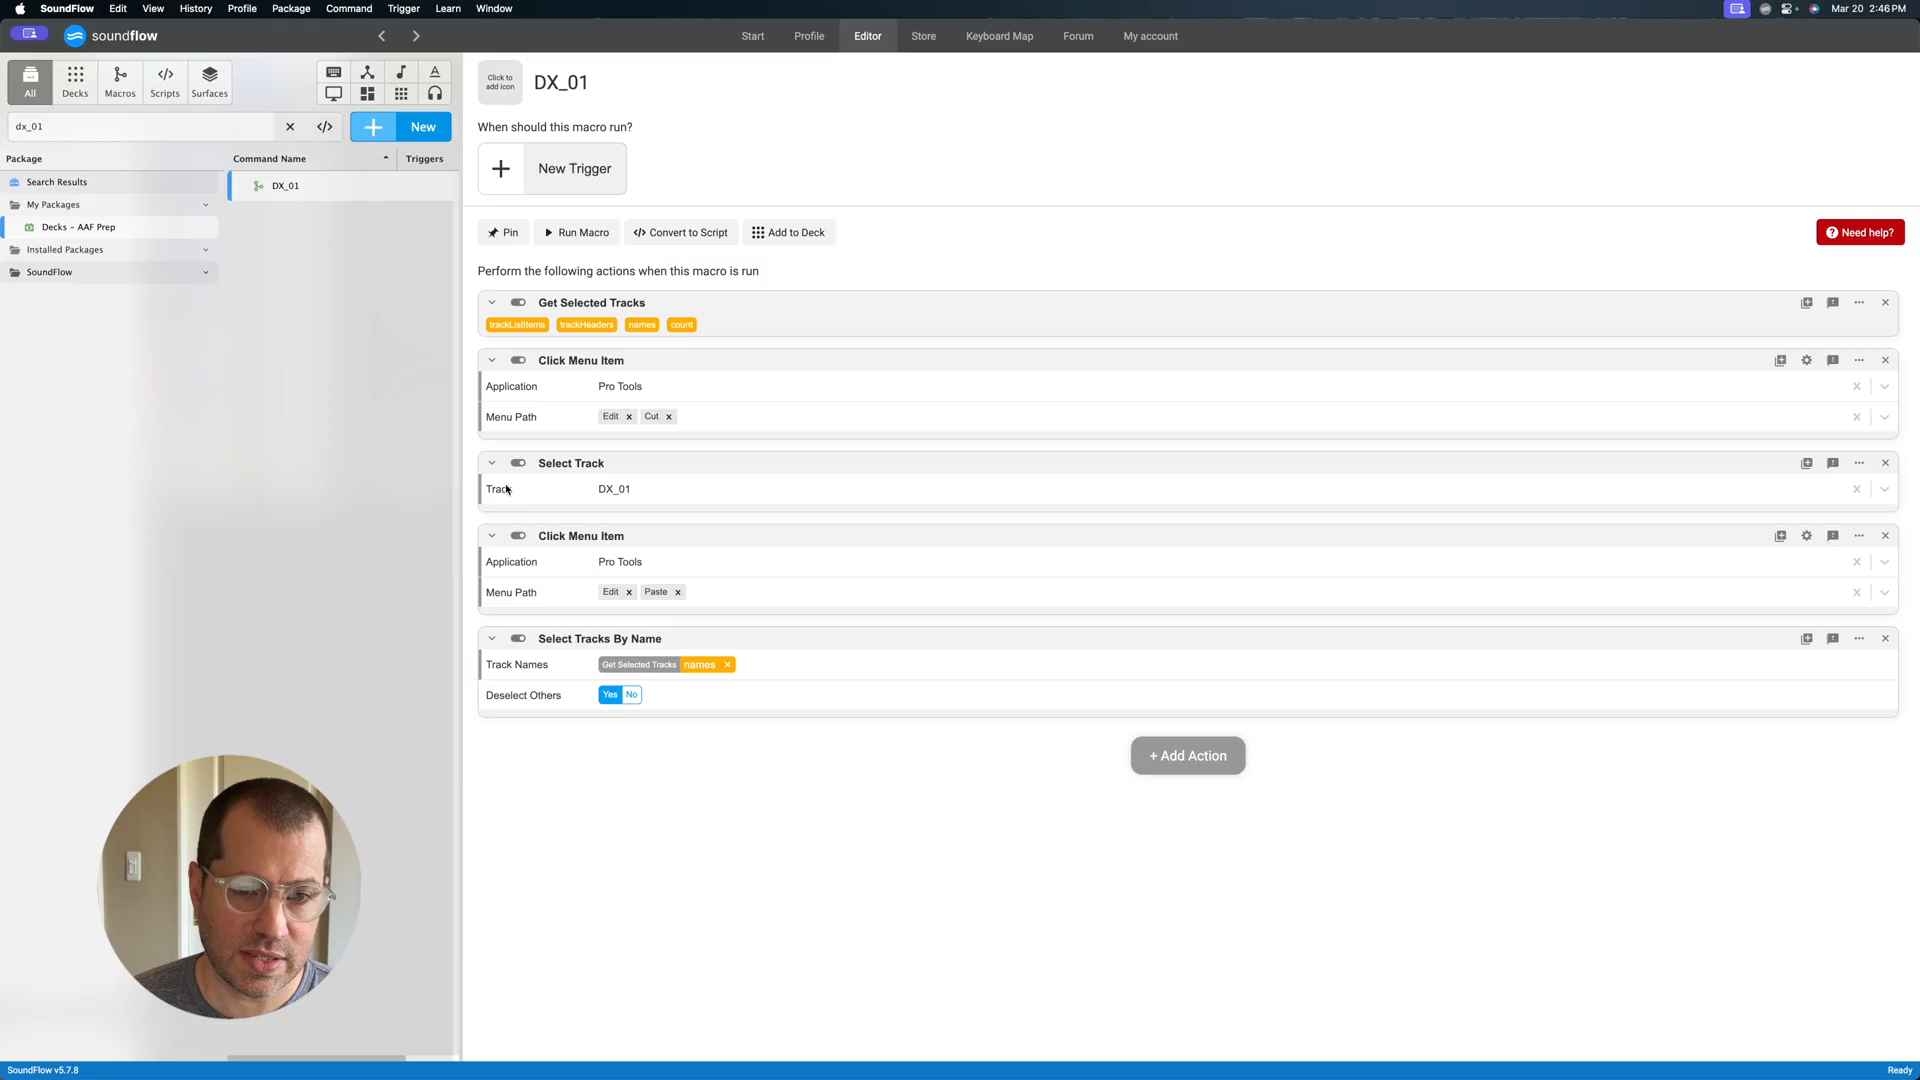 SoundFlow Edit View History Profile Package Command Trigger Learn Window Mar 20 2:46 PM
soundflow Start Profile Editor Store Keyboard Map Forum My account
All Decks Macros Scripts Surfaces
dx_01 New
Package Command Name Triggers
Search Results
My Packages
Decks - AAF Prep
Installed Packages
SoundFlow
DX_01
Click to
add icon
DX_01
When should this macro run?
New Trigger
Pin Run Macro Convert to Script Add to Deck Need help?
Perform the following actions when this macro is run
Get Selected Tracks
trackListItems trackHeaders names count
Click Menu Item
Application Pro Tools
Menu Path Edit Cut
Select Track
Track DX_01
Click Menu Item
Application Pro Tools
Menu Path Edit Paste
Select Tracks By Name
Track Names Get Selected Tracks names
Deselect Others Yes No
+ Add Action
SoundFlow v5.7.8 Ready